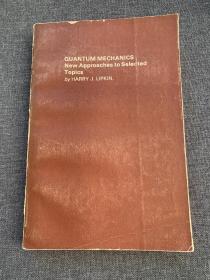 QUANTUM MECHANICS
New Approaches to Selected
Topics
by HARRY J. LIPKIN.